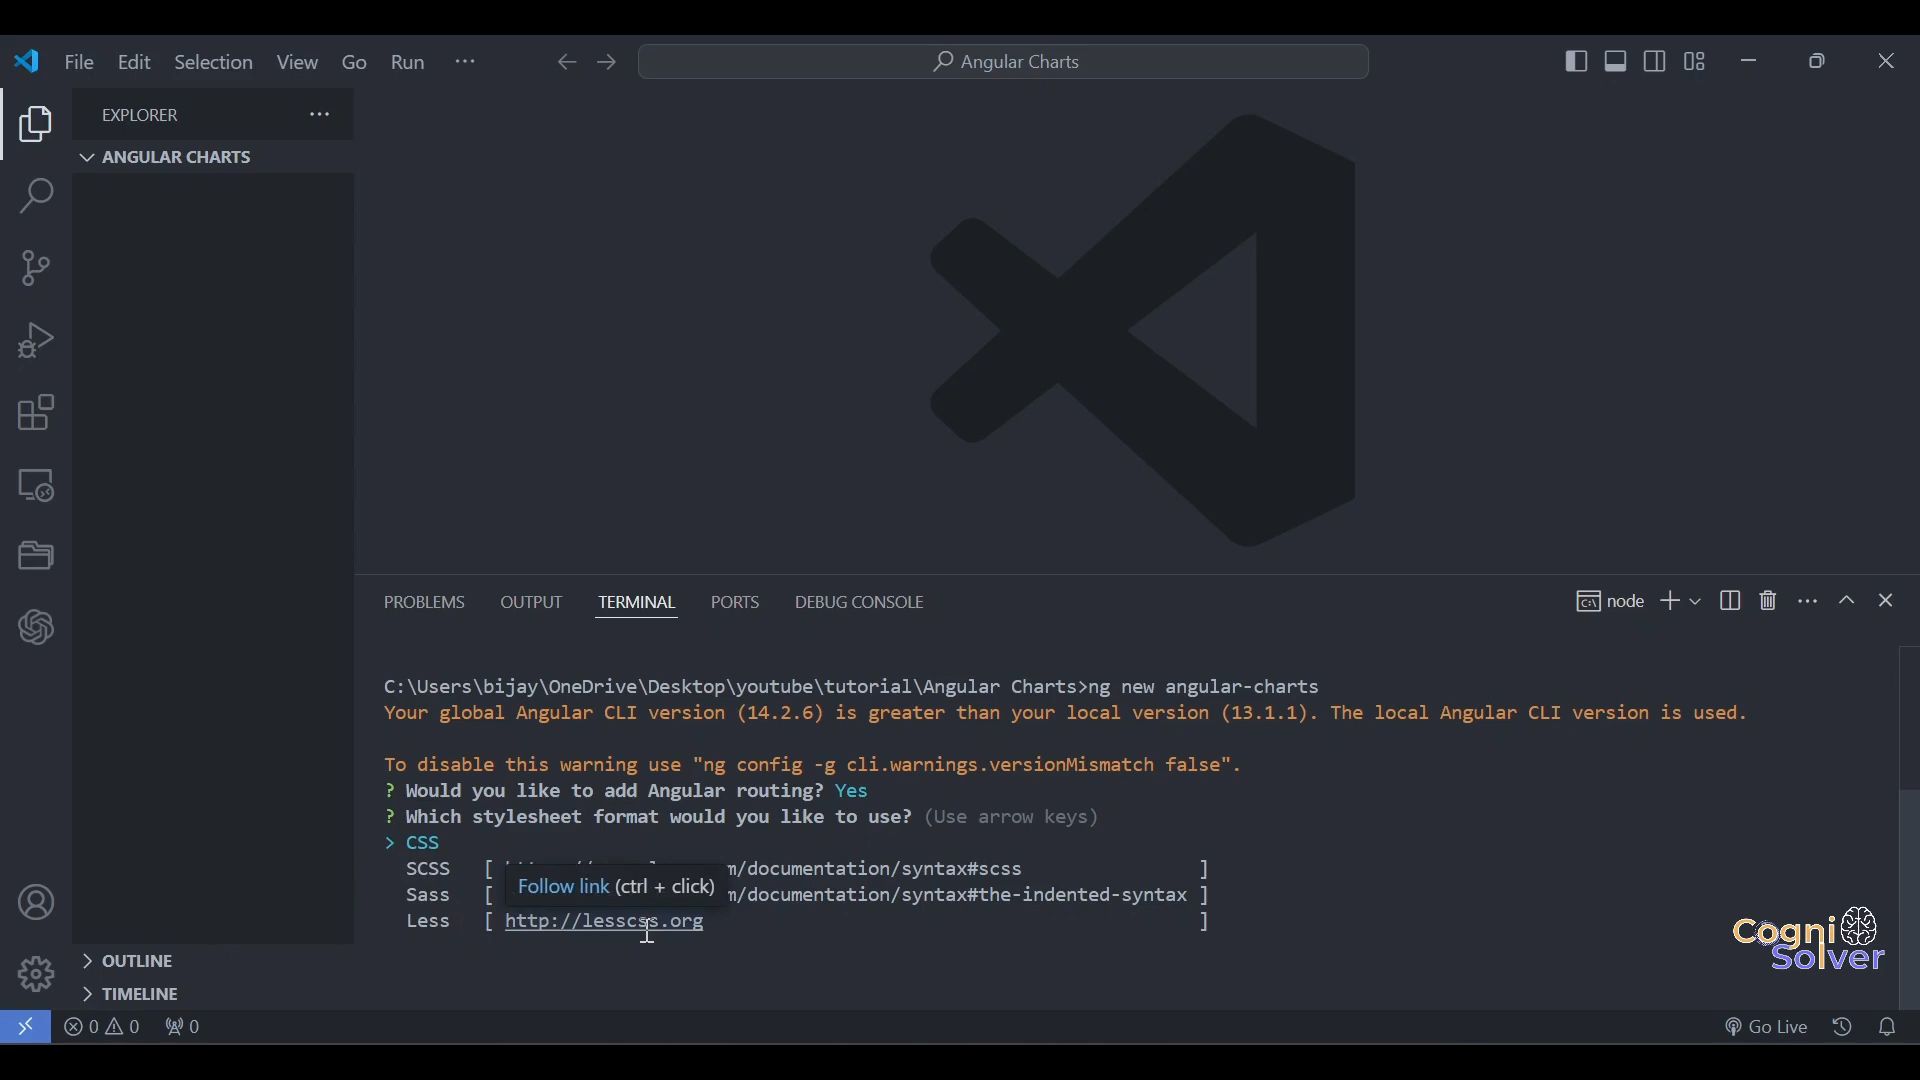 File Edit Selection View Go Run ···
Angular Charts
EXPLORER ···
ANGULAR CHARTS
PROBLEMS OUTPUT TERMINAL PORTS DEBUG CONSOLE
node
C:\Users\bijay\OneDrive\Desktop\youtube\tutorial\Angular Charts>ng new angular-charts
Your global Angular CLI version (14.2.6) is greater than your local version (13.1.1). The local Angular CLI version is used.
To disable this warning use "ng config -g cli.warnings.versionMismatch false".
? Would you like to add Angular routing? Yes
? Which stylesheet format would you like to use? (Use arrow keys)
> CSS
SCSS [ m/documentation/syntax#scss ]
Follow link (ctrl + click)
Sass [ m/documentation/syntax#the-indented-syntax ]
Less [ http://lesscss.org ]
Cogni
Solver
OUTLINE
TIMELINE
0 0 0
Go Live